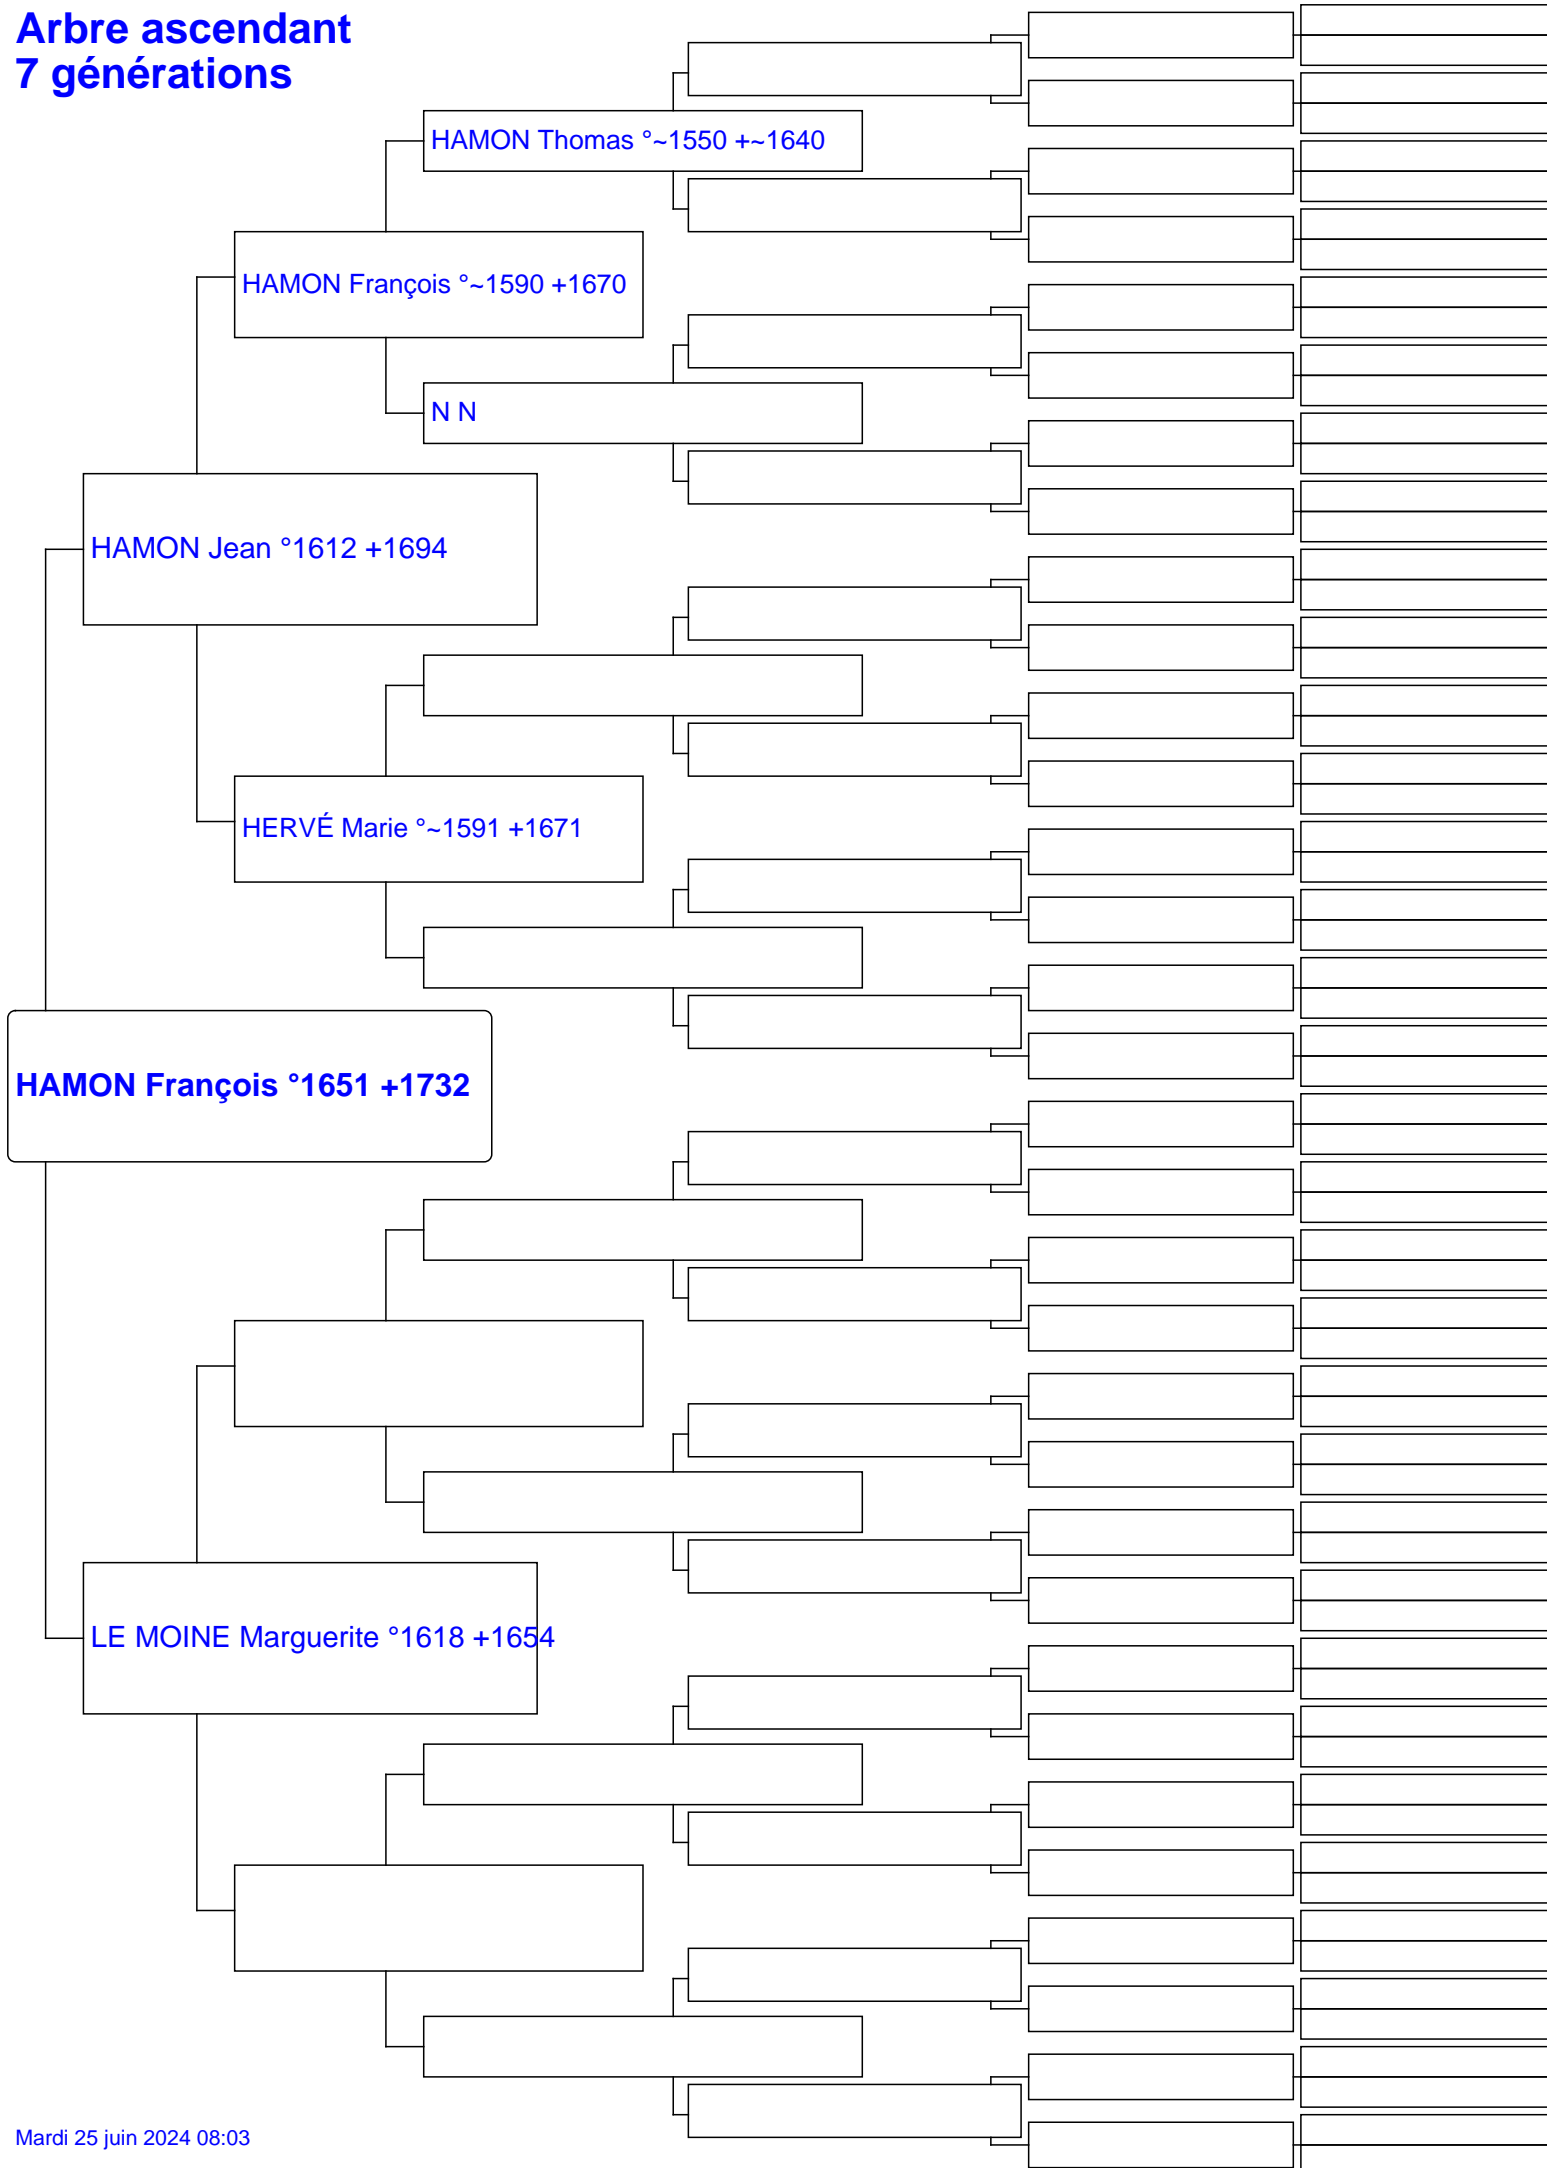 Arbre ascendant
7 générations
HAMON Thomas °~1550 +~1640
HAMON François °~1590 +1670
N N
HAMON Jean °1612 +1694
HERVÉ Marie °~1591 +1671
HAMON François °1651 +1732
LE MOINE Marguerite °1618 +1654
Mardi 25 juin 2024 08:03